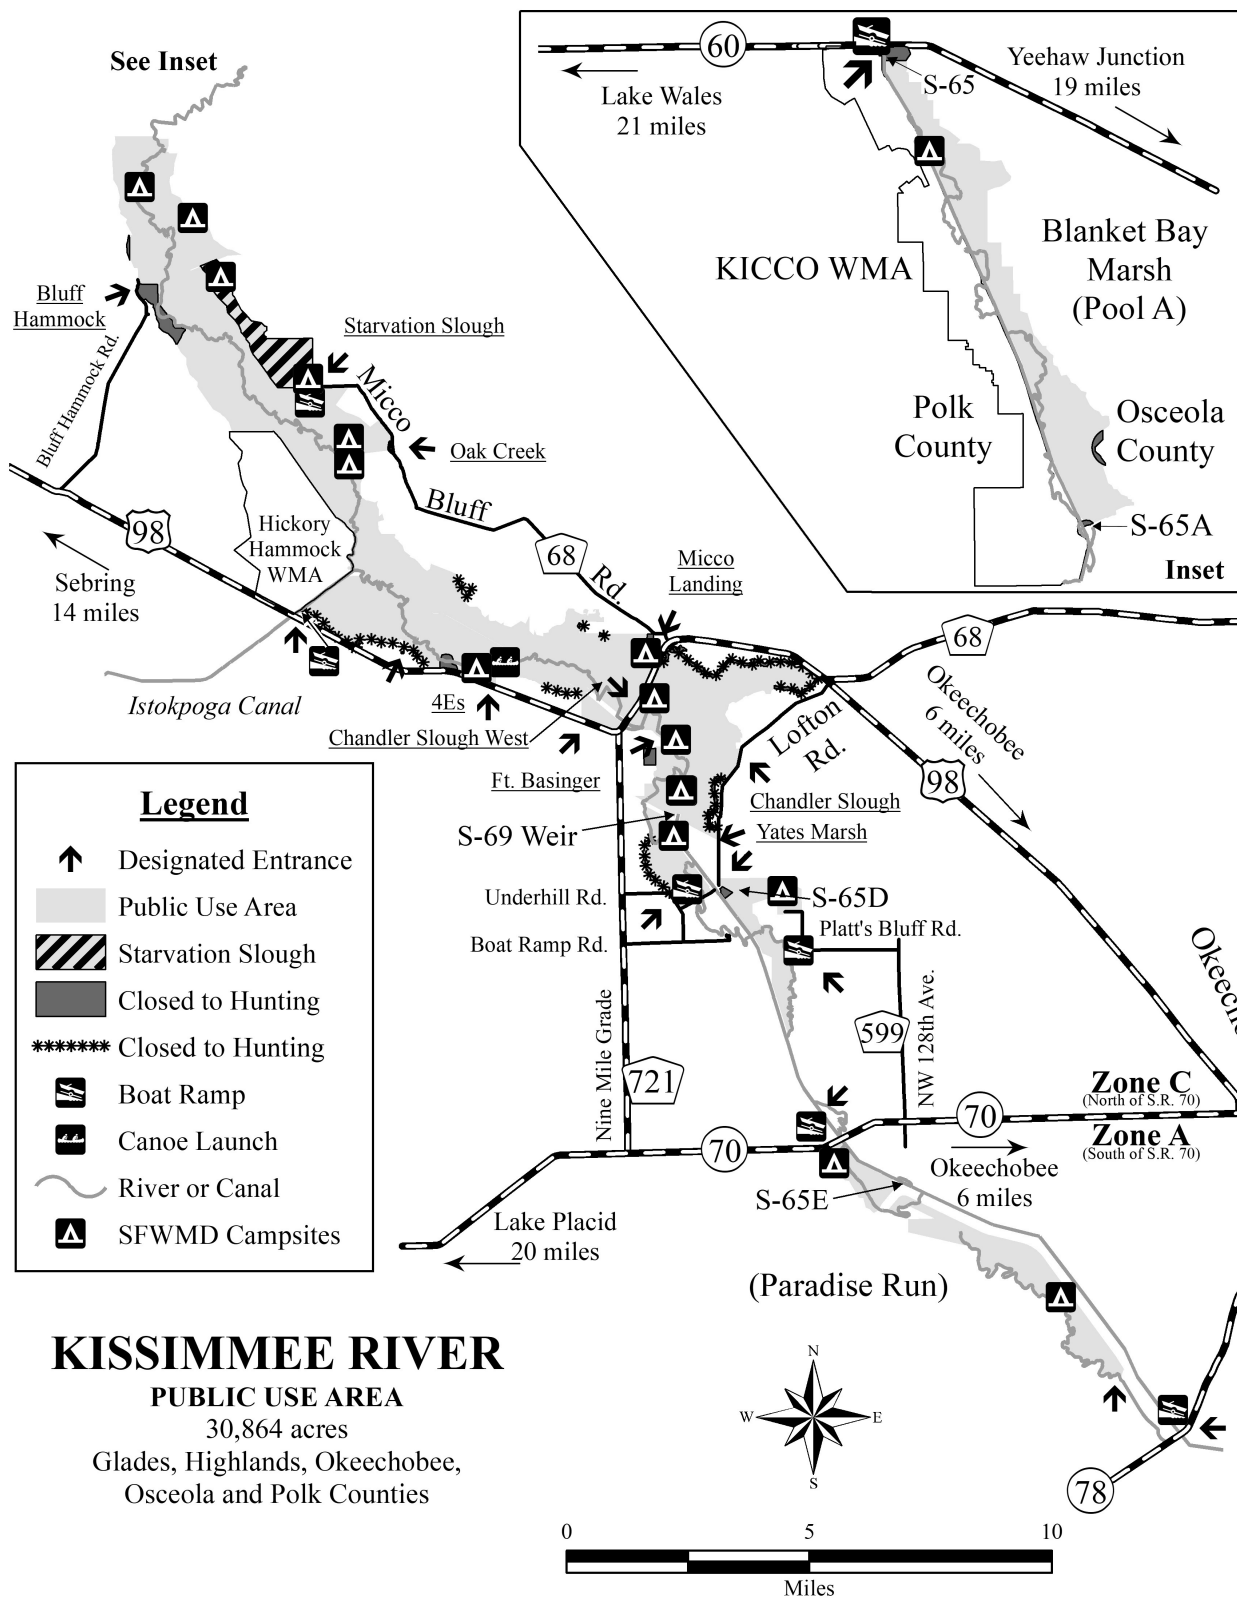 See Inset
60
Lake Wales
21 miles
S-65
Yeehaw Junction
19 miles
KICCO WMA
Blanket Bay
Marsh
(Pool A)
Polk
County
Osceola
County
S-65A
Inset
Bluff
Hammock
Bluff Hammock Rd.
Starvation Slough
Micco
Bluff
Rd.
Oak Creek
98
Sebring
14 miles
Hickory
Hammock
WMA
68
Micco
Landing
68
Okeechobee
6 miles
Istokpoga Canal
4Es
Chandler Slough West
Ft. Basinger
Lofton
Rd.
98
Chandler Slough
Yates Marsh
S-69 Weir
Underhill Rd.
S-65D
Boat Ramp Rd.
Platt's Bluff Rd.
Nine Mile Grade
721
599
NW 128th Ave.
Zone C
(North of S.R. 70)
70
70
Zone A
(South of S.R. 70)
Okeechobee
6 miles
S-65E
Lake Placid
20 miles
(Paradise Run)
78
Legend
Designated Entrance
Public Use Area
Starvation Slough
Closed to Hunting
Closed to Hunting
Boat Ramp
Canoe Launch
River or Canal
SFWMD Campsites
KISSIMMEE RIVER
PUBLIC USE AREA
30,864 acres
Glades, Highlands, Okeechobee,
Osceola and Polk Counties
N
W
E
S
0 5 10
Miles